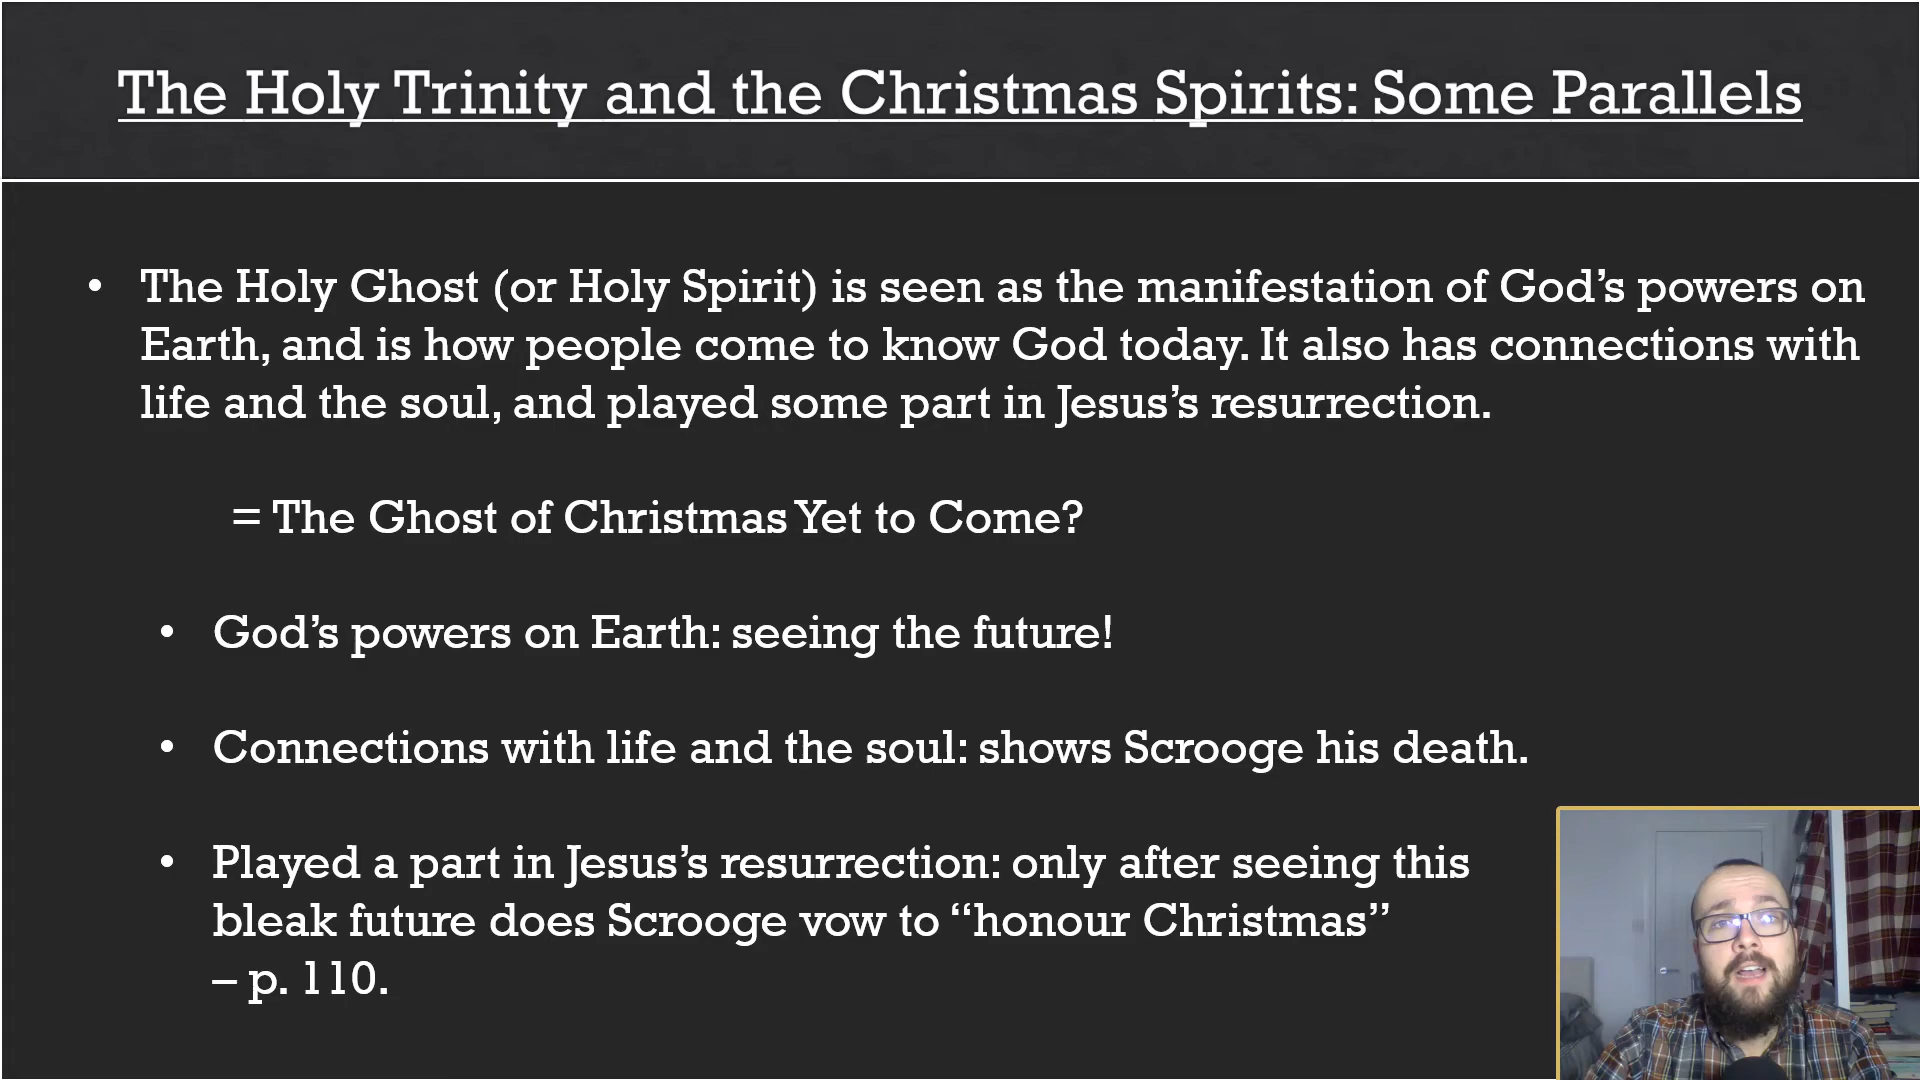 The Holy Trinity and the Christmas Spirits: Some Parallels
• The Holy Ghost (or Holy Spirit) is seen as the manifestation of God’s powers on
Earth, and is how people come to know God today. It also has connections with
life and the soul, and played some part in Jesus’s resurrection.
= The Ghost of Christmas Yet to Come?
• God’s powers on Earth: seeing the future!
• Connections with life and the soul: shows Scrooge his death.
• Played a part in Jesus’s resurrection: only after seeing this
bleak future does Scrooge vow to “honour Christmas”
– p. 110.